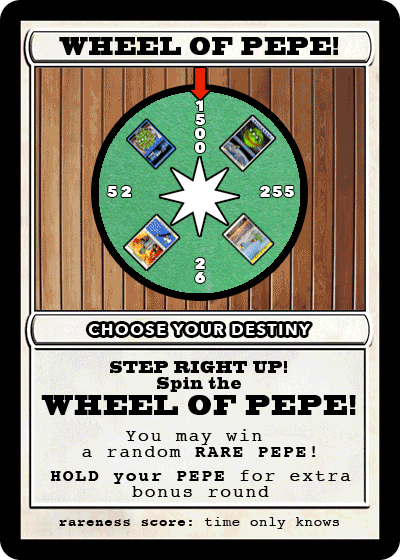 WHEEL OF PEPE!
1500
52
255
26
CHOOSE YOUR DESTINY
STEP RIGHT UP!
Spin the
WHEEL OF PEPE!
You may win
a random RARE PEPE!
HOLD your PEPE for extra
bonus round
rareness score: time only knows